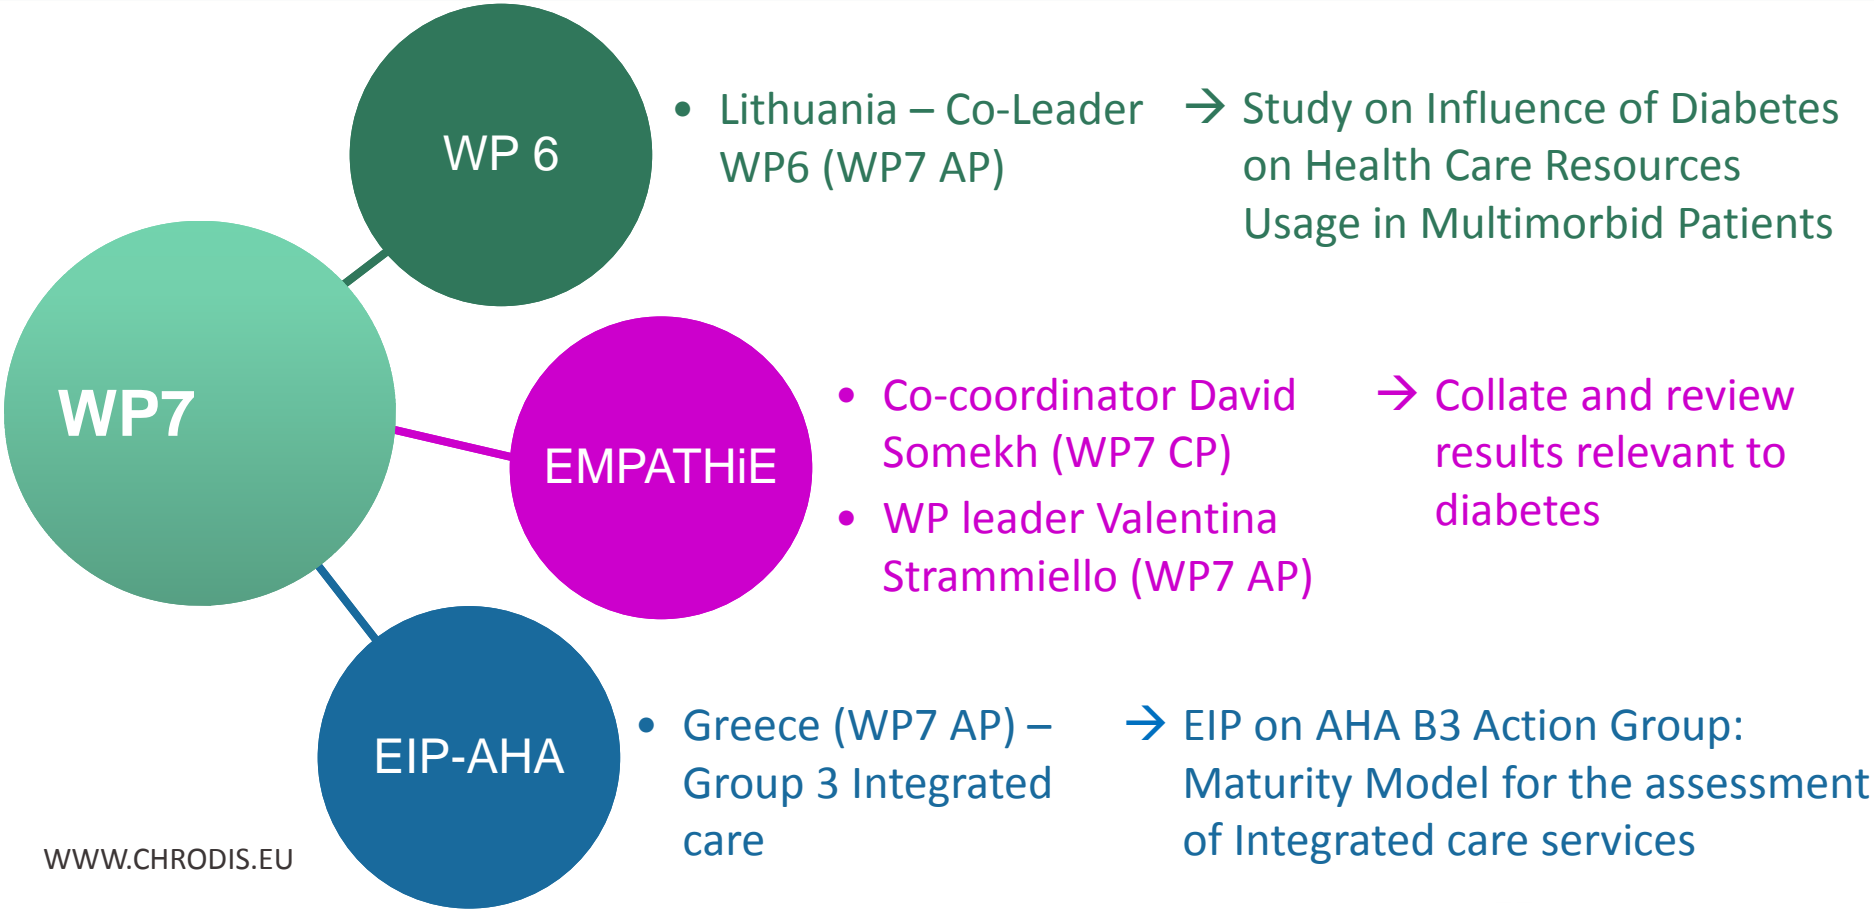 WP 6
• Lithuania – Co-Leader
WP6 (WP7 AP)
→ Study on Influence of Diabetes
on Health Care Resources
Usage in Multimorbid Patients
WP7
EMPATHiE
• Co-coordinator David
Somekh (WP7 CP)
• WP leader Valentina
Strammiello (WP7 AP)
→ Collate and review
results relevant to
diabetes
EIP-AHA
• Greece (WP7 AP) –
Group 3 Integrated
care
→ EIP on AHA B3 Action Group:
Maturity Model for the assessment
of Integrated care services
WWW.CHRODIS.EU